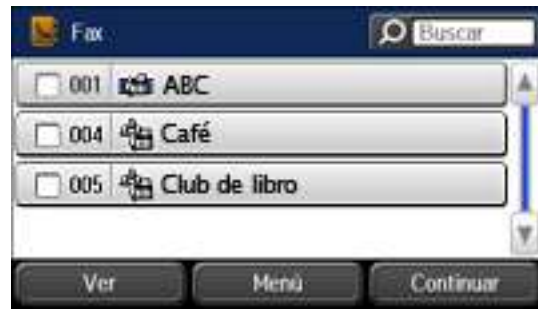 Fax Buscar
001 ABC
004 Café
005 Club de libro
Ver Menú Continuar